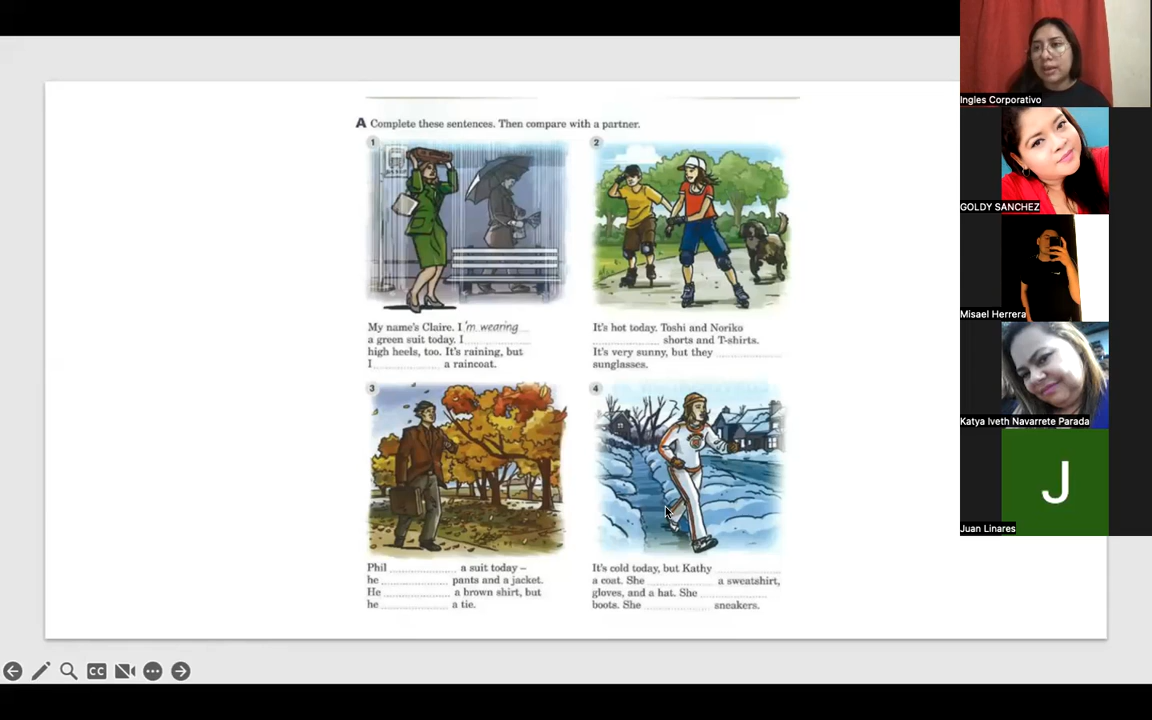 A Complete these sentences. Then compare with a partner.
1
My name's Claire. I 'm wearing
a green suit today. I
high heels, too. It's raining, but
I a raincoat.
2
It's hot today. Toshi and Noriko
shorts and T-shirts.
It's very sunny, but they
sunglasses.
3
Phil a suit today –
he pants and a jacket.
He a brown shirt, but
he a tie.
4
It's cold today, but Kathy
a coat. She a sweatshirt,
gloves, and a hat. She
boots. She sneakers.
CC
Ingles Corporativo
GOLDY SANCHEZ
Misael Herrera
Katya Iveth Navarrete Parada
J
Juan Linares